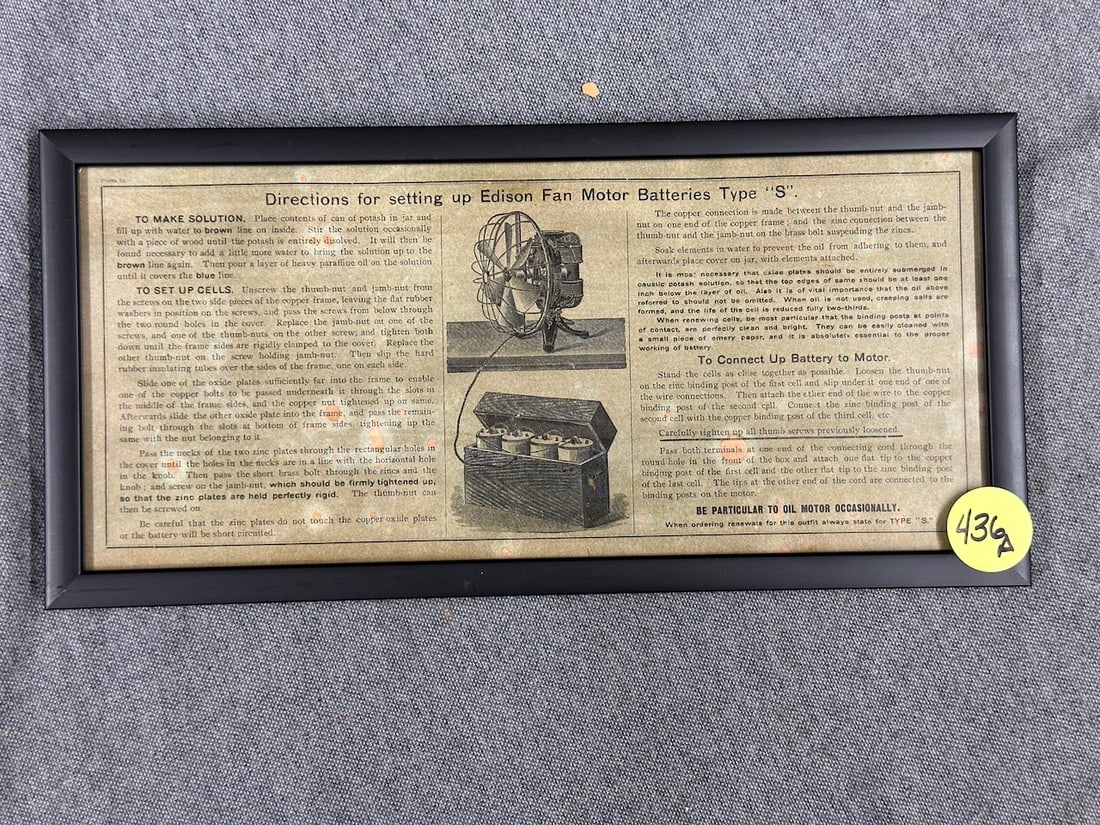 Directions for setting up Edison Fan Motor Batteries Type "S".
TO MAKE SOLUTION. Place contents of can of potash in jar and
fill up with water to brown line on inside. Stir the solution occasionally
with a piece of wood until the potash is entirely dissolved. It will then be
found necessary to add a little more water to bring the solution up to the
brown line again. Then pour a layer of heavy paraffine oil on the solution
until it covers the blue line.
TO SET UP CELLS. Unscrew the thumb-nut and jamb-nut from
the screws on the two side pieces of the copper frame, leaving the flat rubber
washers in position on the screws, and pass the screws from below through
the two round holes in the cover. Replace the jamb-nut on one of the
screws, and one of the thumb-nuts on the other screw; and tighten both
down until the frame sides are rigidly clamped to the cover. Replace the
other thumb-nut on the screw holding jamb-nut. Then slip the hard
rubber insulating tubes over the sides of the frame, one on each side.
Slide one of the oxide plates sufficiently far into the frame to enable
one of the copper bolts to be passed underneath it through the slots in
the middle of the frame sides, and the copper nut tightened up on same.
Afterwards slide the other oxide plate into the frame, and pass the remain-
ing bolt through the slots at bottom of frame sides, tightening up the
same with the nut belonging to it.
Pass the necks of the two zinc plates through the rectangular holes in
the cover until the holes in the necks are in a line with the horizontal hole
in the knob. Then pass the short brass bolt through the zincs and the
knob; and screw on the jamb-nut, which should be firmly tightened up,
so that the zinc plates are held perfectly rigid. The thumb-nut can
then be screwed on.
Be careful that the zinc plates do not touch the copper oxide plates
or the battery will be short circuited.
The copper connection is made between the thumb-nut and the jamb-
nut on one end of the copper frame; and the zinc connection between the
thumb-nut and the jamb-nut on the brass bolt suspending the zincs.
Soak elements in water to prevent the oil from adhering to them, and
afterwards place cover on jar, with elements attached.
It is most necessary that oxide plates should be entirely submerged in
caustic potash solution, so that the top edges of same should be at least one
inch below the layer of oil. Also it is of vital importance that the oil above
referred to should not be omitted. When oil is not used, creeping salts are
formed, and the life of the cell is reduced fully two-thirds.
When renewing cells, be most particular that the binding posts at points
of contact, are perfectly clean and bright. They can be easily cleaned with
a small piece of emery paper, and it is absolutely essential to the proper
working of battery.
To Connect Up Battery to Motor.
Stand the cells as close together as possible. Loosen the thumb-nut
on the zinc binding post of the first cell and slip under it one end of one of
the wire connections. Then attach the other end of the wire to the copper
binding post of the second cell. Connect the zinc binding post of the
second cell with the copper binding post of the third cell, etc.
Carefully tighten up all thumb screws previously loosened.
Pass both terminals at one end of the connecting cord through the
round hole in the front of the box and attach one flat tip to the copper
binding post of the first cell and the other flat tip to the zinc binding post
of the last cell. The tips at the other end of the cord are connected to the
binding posts on the motor.
BE PARTICULAR TO OIL MOTOR OCCASIONALLY.
When ordering renewals for this outfit always state for TYPE "S."
436
A